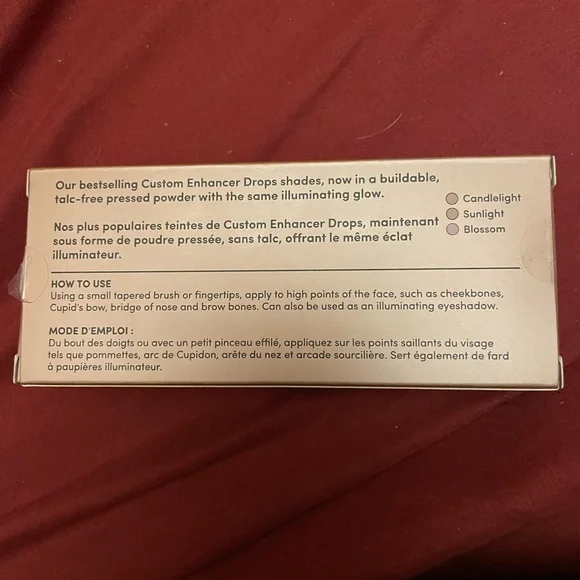 Our bestselling Custom Enhancer Drops shades, now in a buildable,
talc-free pressed powder with the same illuminating glow.
Candlelight
Sunlight
Blossom
Nos plus populaires teintes de Custom Enhancer Drops, maintenant
sous forme de poudre pressée, sans talc, offrant le même éclat
illuminateur.
HOW TO USE
Using a small tapered brush or fingertips, apply to high points of the face, such as cheekbones,
Cupid's bow, bridge of nose and brow bones. Can also be used as an illuminating eyeshadow.
MODE D'EMPLOI :
Du bout des doigts ou avec un petit pinceau effilé, appliquez sur les points saillants du visage
tels que pommettes, arc de Cupidon, arête du nez et arcade sourcilière. Sert également de fard
à paupières illuminateur.